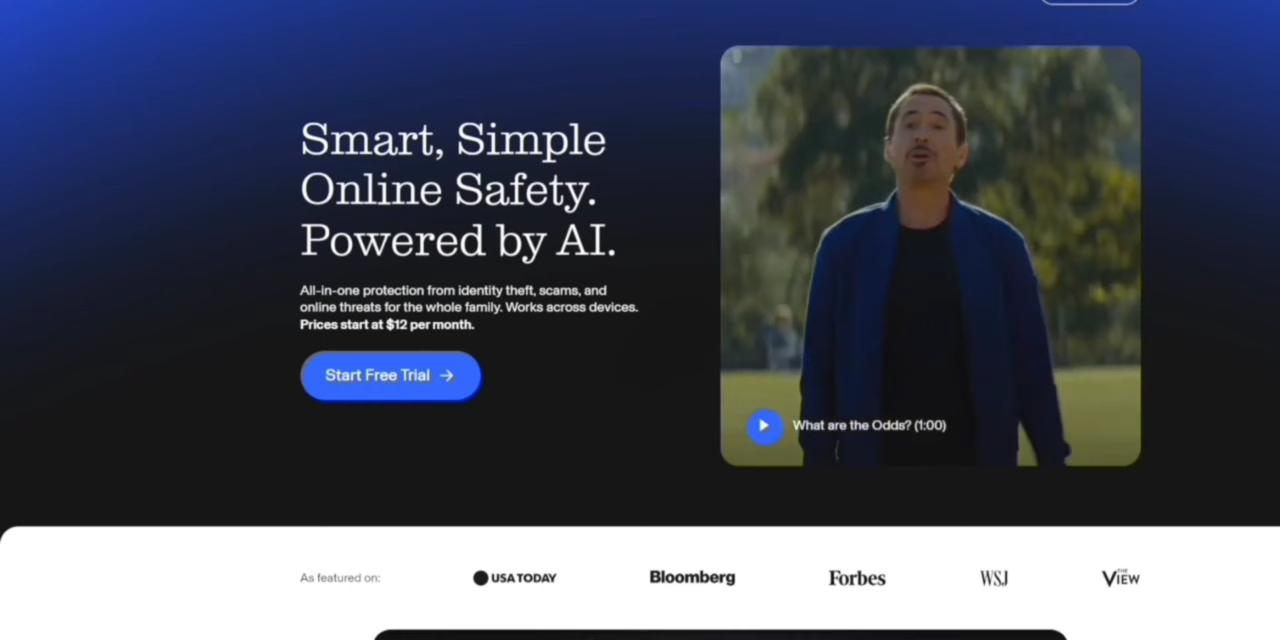 Smart, Simple
Online Safety.
Powered by AI.
All-in-one protection from identity theft, scams, and
online threats for the whole family. Works across devices.
Prices start at $12 per month.
Start Free Trial →
What are the Odds? (1:00)
As featured on:
USA TODAY
Bloomberg
Forbes
WSJ
THE VIEW